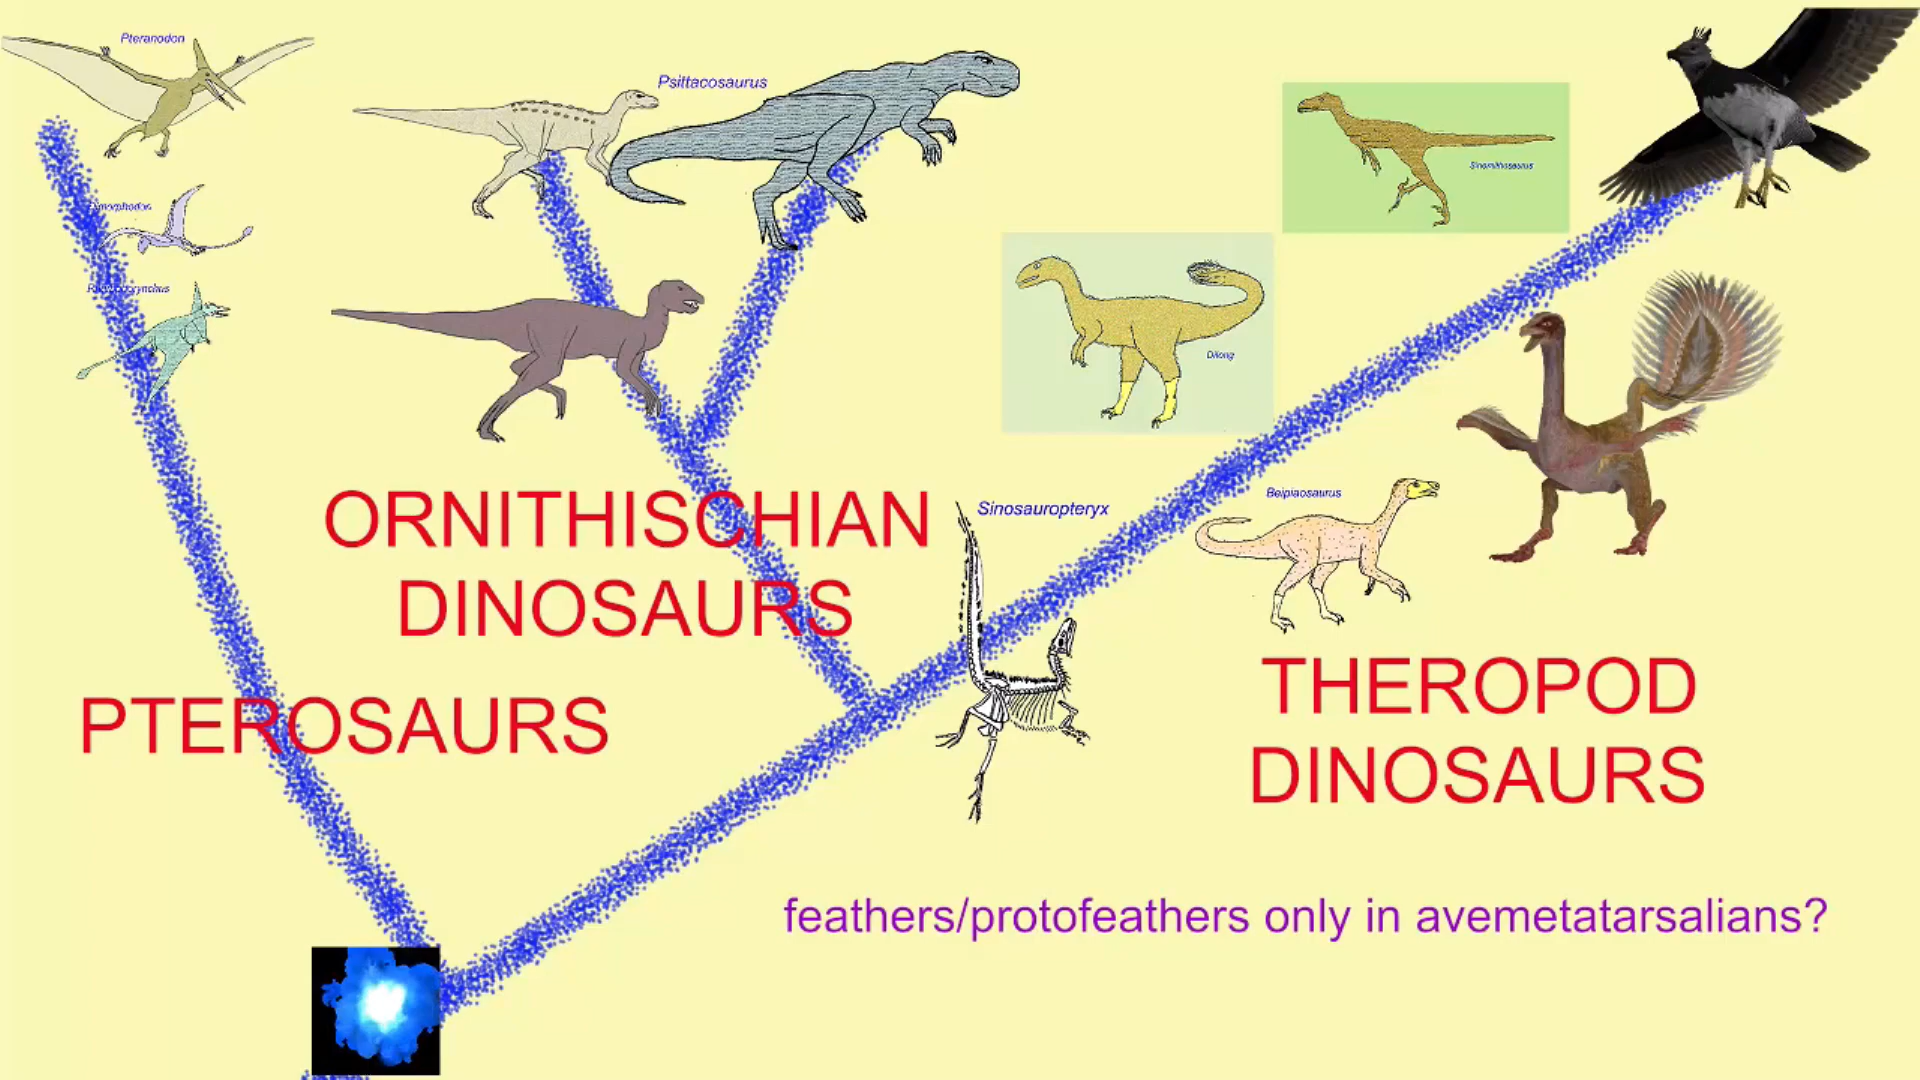 Pteranodon
Psittacosaurus
Sinornithosaurus
Dilong
Beipiaosaurus
Sinosauropteryx
ORNITHISCHIAN
DINOSAURS
PTEROSAURS
THEROPOD
DINOSAURS
feathers/protofeathers only in avemetatarsalians?